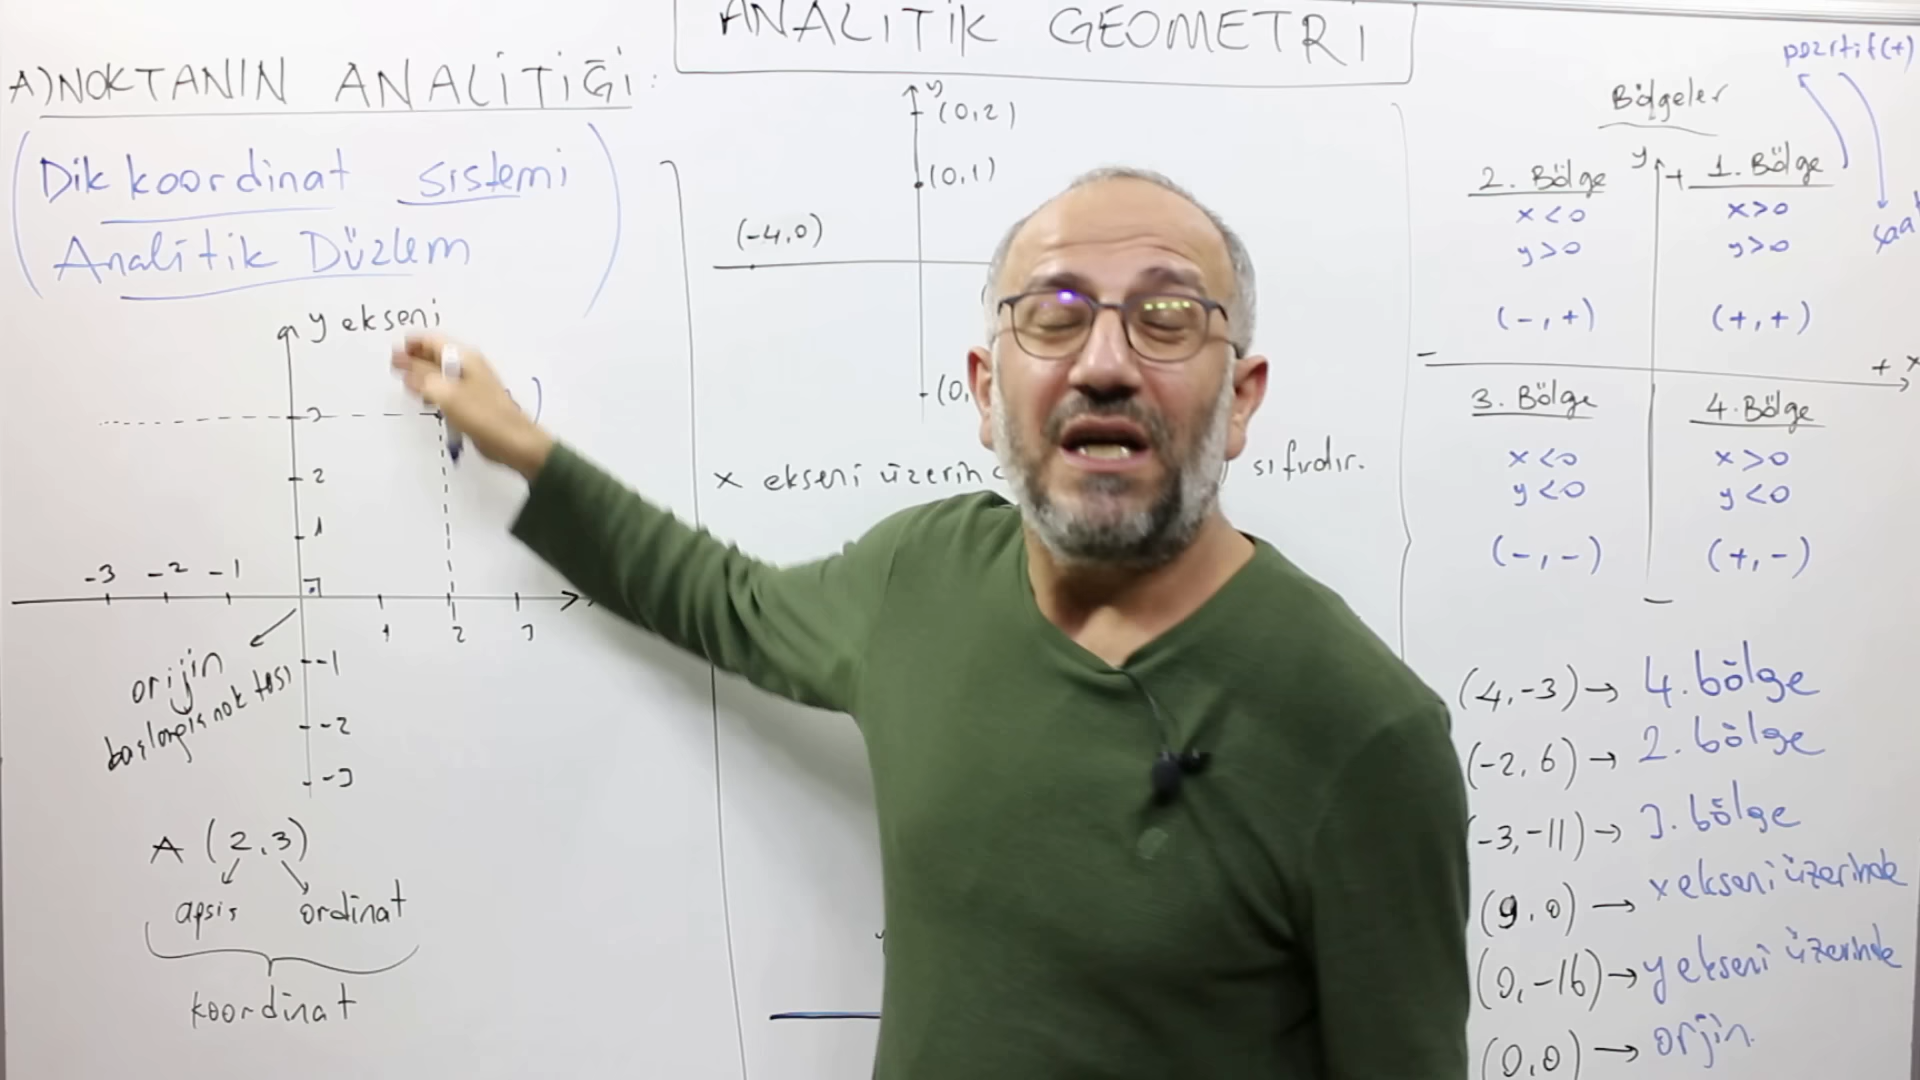 ANALİTİK GEOMETRİ
A)NOKTANIN ANALİTİĞİ:
Dik koordinat sistemi
Analitik Düzlem
y ekseni
3
2
1
-3 -2 -1
1 2 3
-1
-2
-3
orijin
başlangıç noktası
A (2,3)
apsis ordinat
koordinat
y
(0,2)
(0,1)
(-4,0)
(0,
x ekseni üzerin
sıfırdır.
pozitif(+)
Bölgeler
saat
y +
2. Bölge
x<0
y>0
(-,+)
1. Bölge
x>0
y>0
(+,+)
- + x
3. Bölge
x<0
y<0
(-,-)
4. Bölge
x>0
y<0
(+,-)
-
(4,-3)→ 4. bölge
(-2,6)→ 2. bölge
(-3,-11)→ 3. bölge
(9,0)→ x ekseni üzerinde
(0,-16)→ y ekseni üzerinde
(0,0)→ orjin